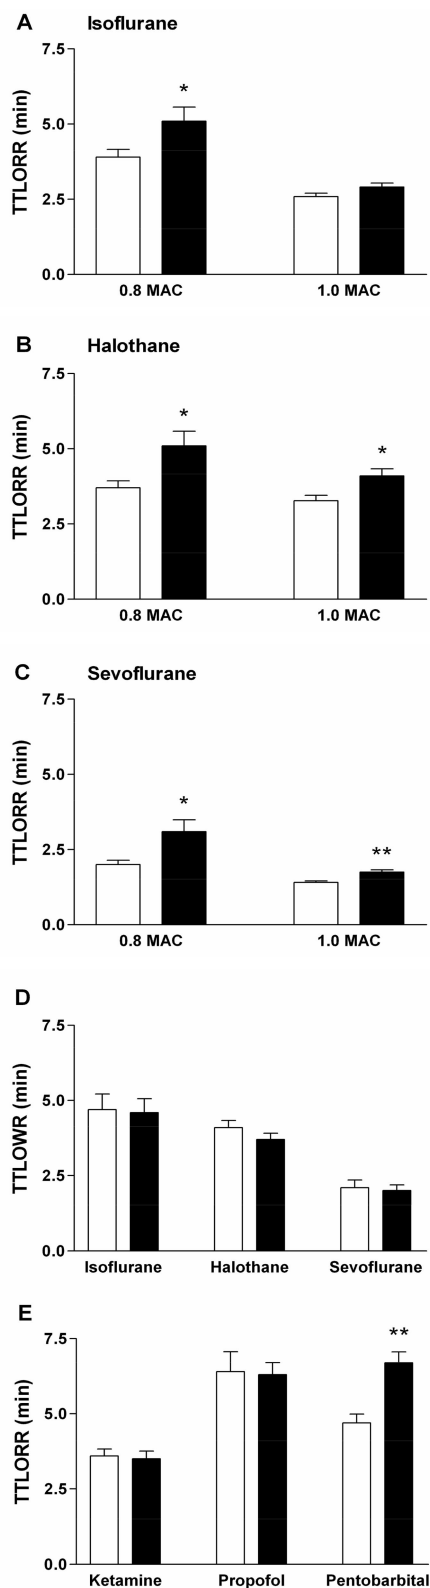 A Isoflurane
7.5
*
5.0
TTLORR (min)
2.5
0.0
0.8 MAC 1.0 MAC
B Halothane
7.5
*
5.0 *
TTLORR (min)
2.5
0.0
0.8 MAC 1.0 MAC
C Sevoflurane
7.5
5.0
TTLORR (min)
*
2.5 **
0.0
0.8 MAC 1.0 MAC
D
7.5
5.0
TTLOWR (min)
2.5
0.0
Isoflurane Halothane Sevoflurane
E
7.5 **
5.0
TTLORR (min)
2.5
0.0
Ketamine Propofol Pentobarbital